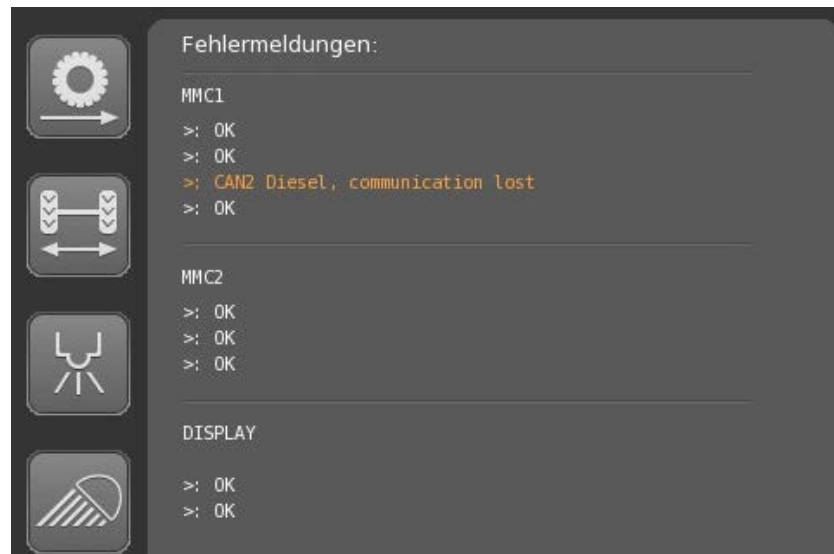 Fehlermeldungen:
MMC1
>: OK
>: OK
>: CAN2 Diesel, communication lost
>: OK
MMC2
>: OK
>: OK
>: OK
DISPLAY
>: OK
>: OK